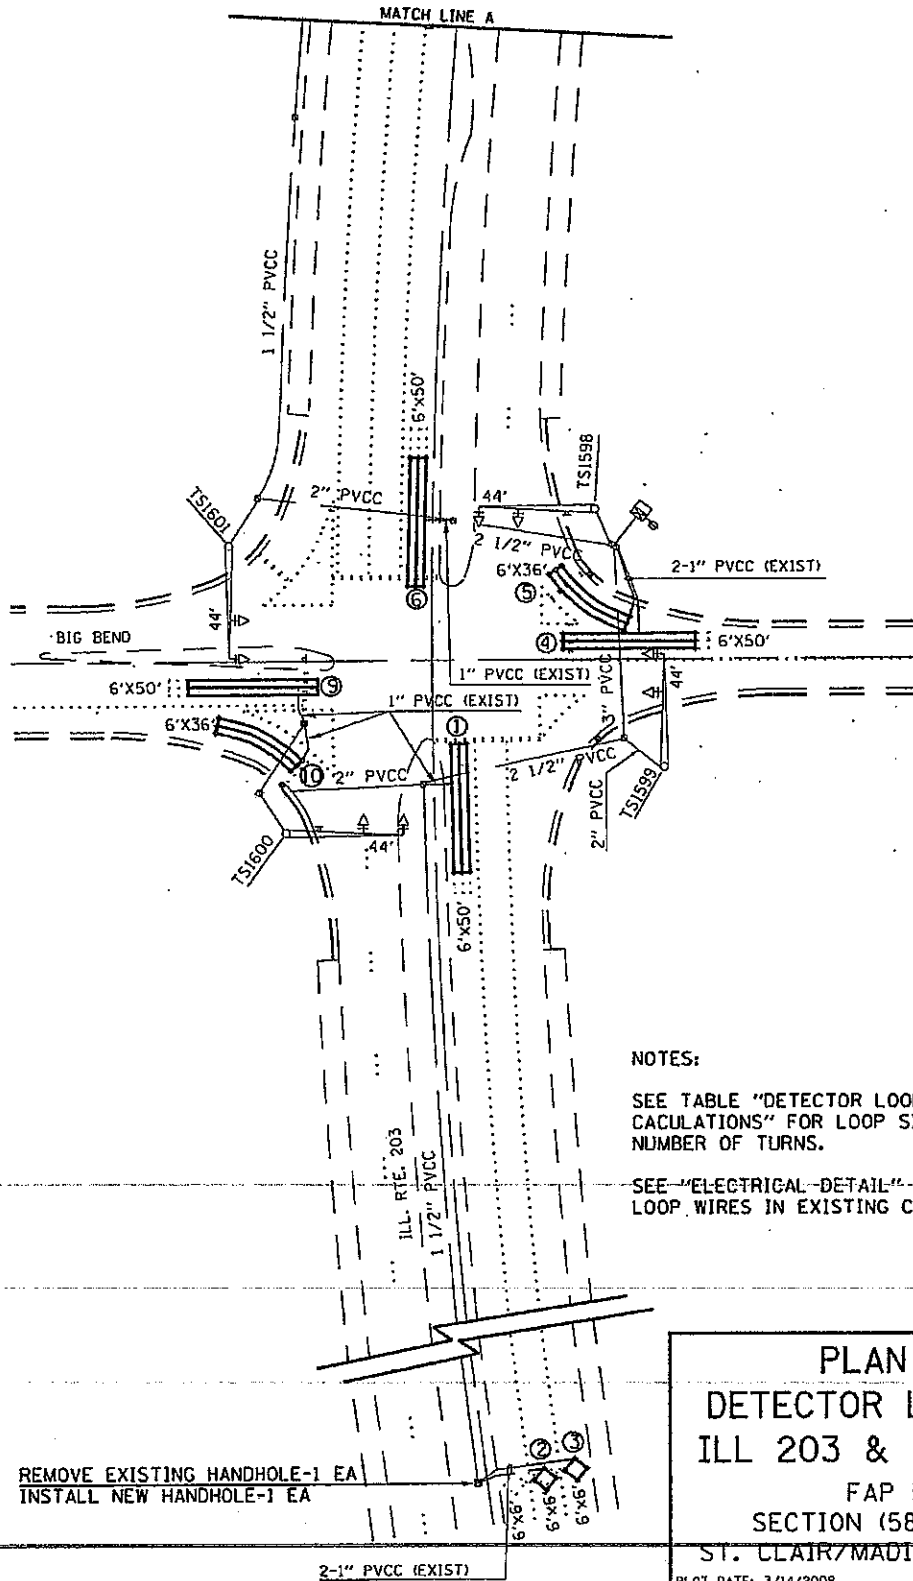 MATCH LINE A
1 1/2" PVCC
6'X50'
TS1598
TS1601
2" PVCC
44'
2 1/2" PVCC
6'X36'
2-1" PVCC (EXIST)
5
6
44'
BIG BEND
4
6'X50'
1" PVCC (EXIST)
6'X50'
9
1" PVCC (EXIST)
3" PVCC
44'
6'X36'
1
10
2" PVCC
2 1/2" PVCC
2" PVCC
TS1599
TS1600
44'
6'X50'
NOTES:
SEE TABLE "DETECTOR LOO
CACULATIONS" FOR LOOP S
NUMBER OF TURNS.
SEE "ELECTRICAL DETAIL"
LOOP WIRES IN EXISTING C
ILL. RTE. 203
1 1/2" PVCC
PLAN
DETECTOR L
ILL 203 &
FAP
SECTION (58
ST. CLAIR/MADI
PLOT DATE: 3/14/2008
2
3
REMOVE EXISTING HANDHOLE-1 EA
INSTALL NEW HANDHOLE-1 EA
6'X6'
6'X6'
6'X6'
2-1" PVCC (EXIST)